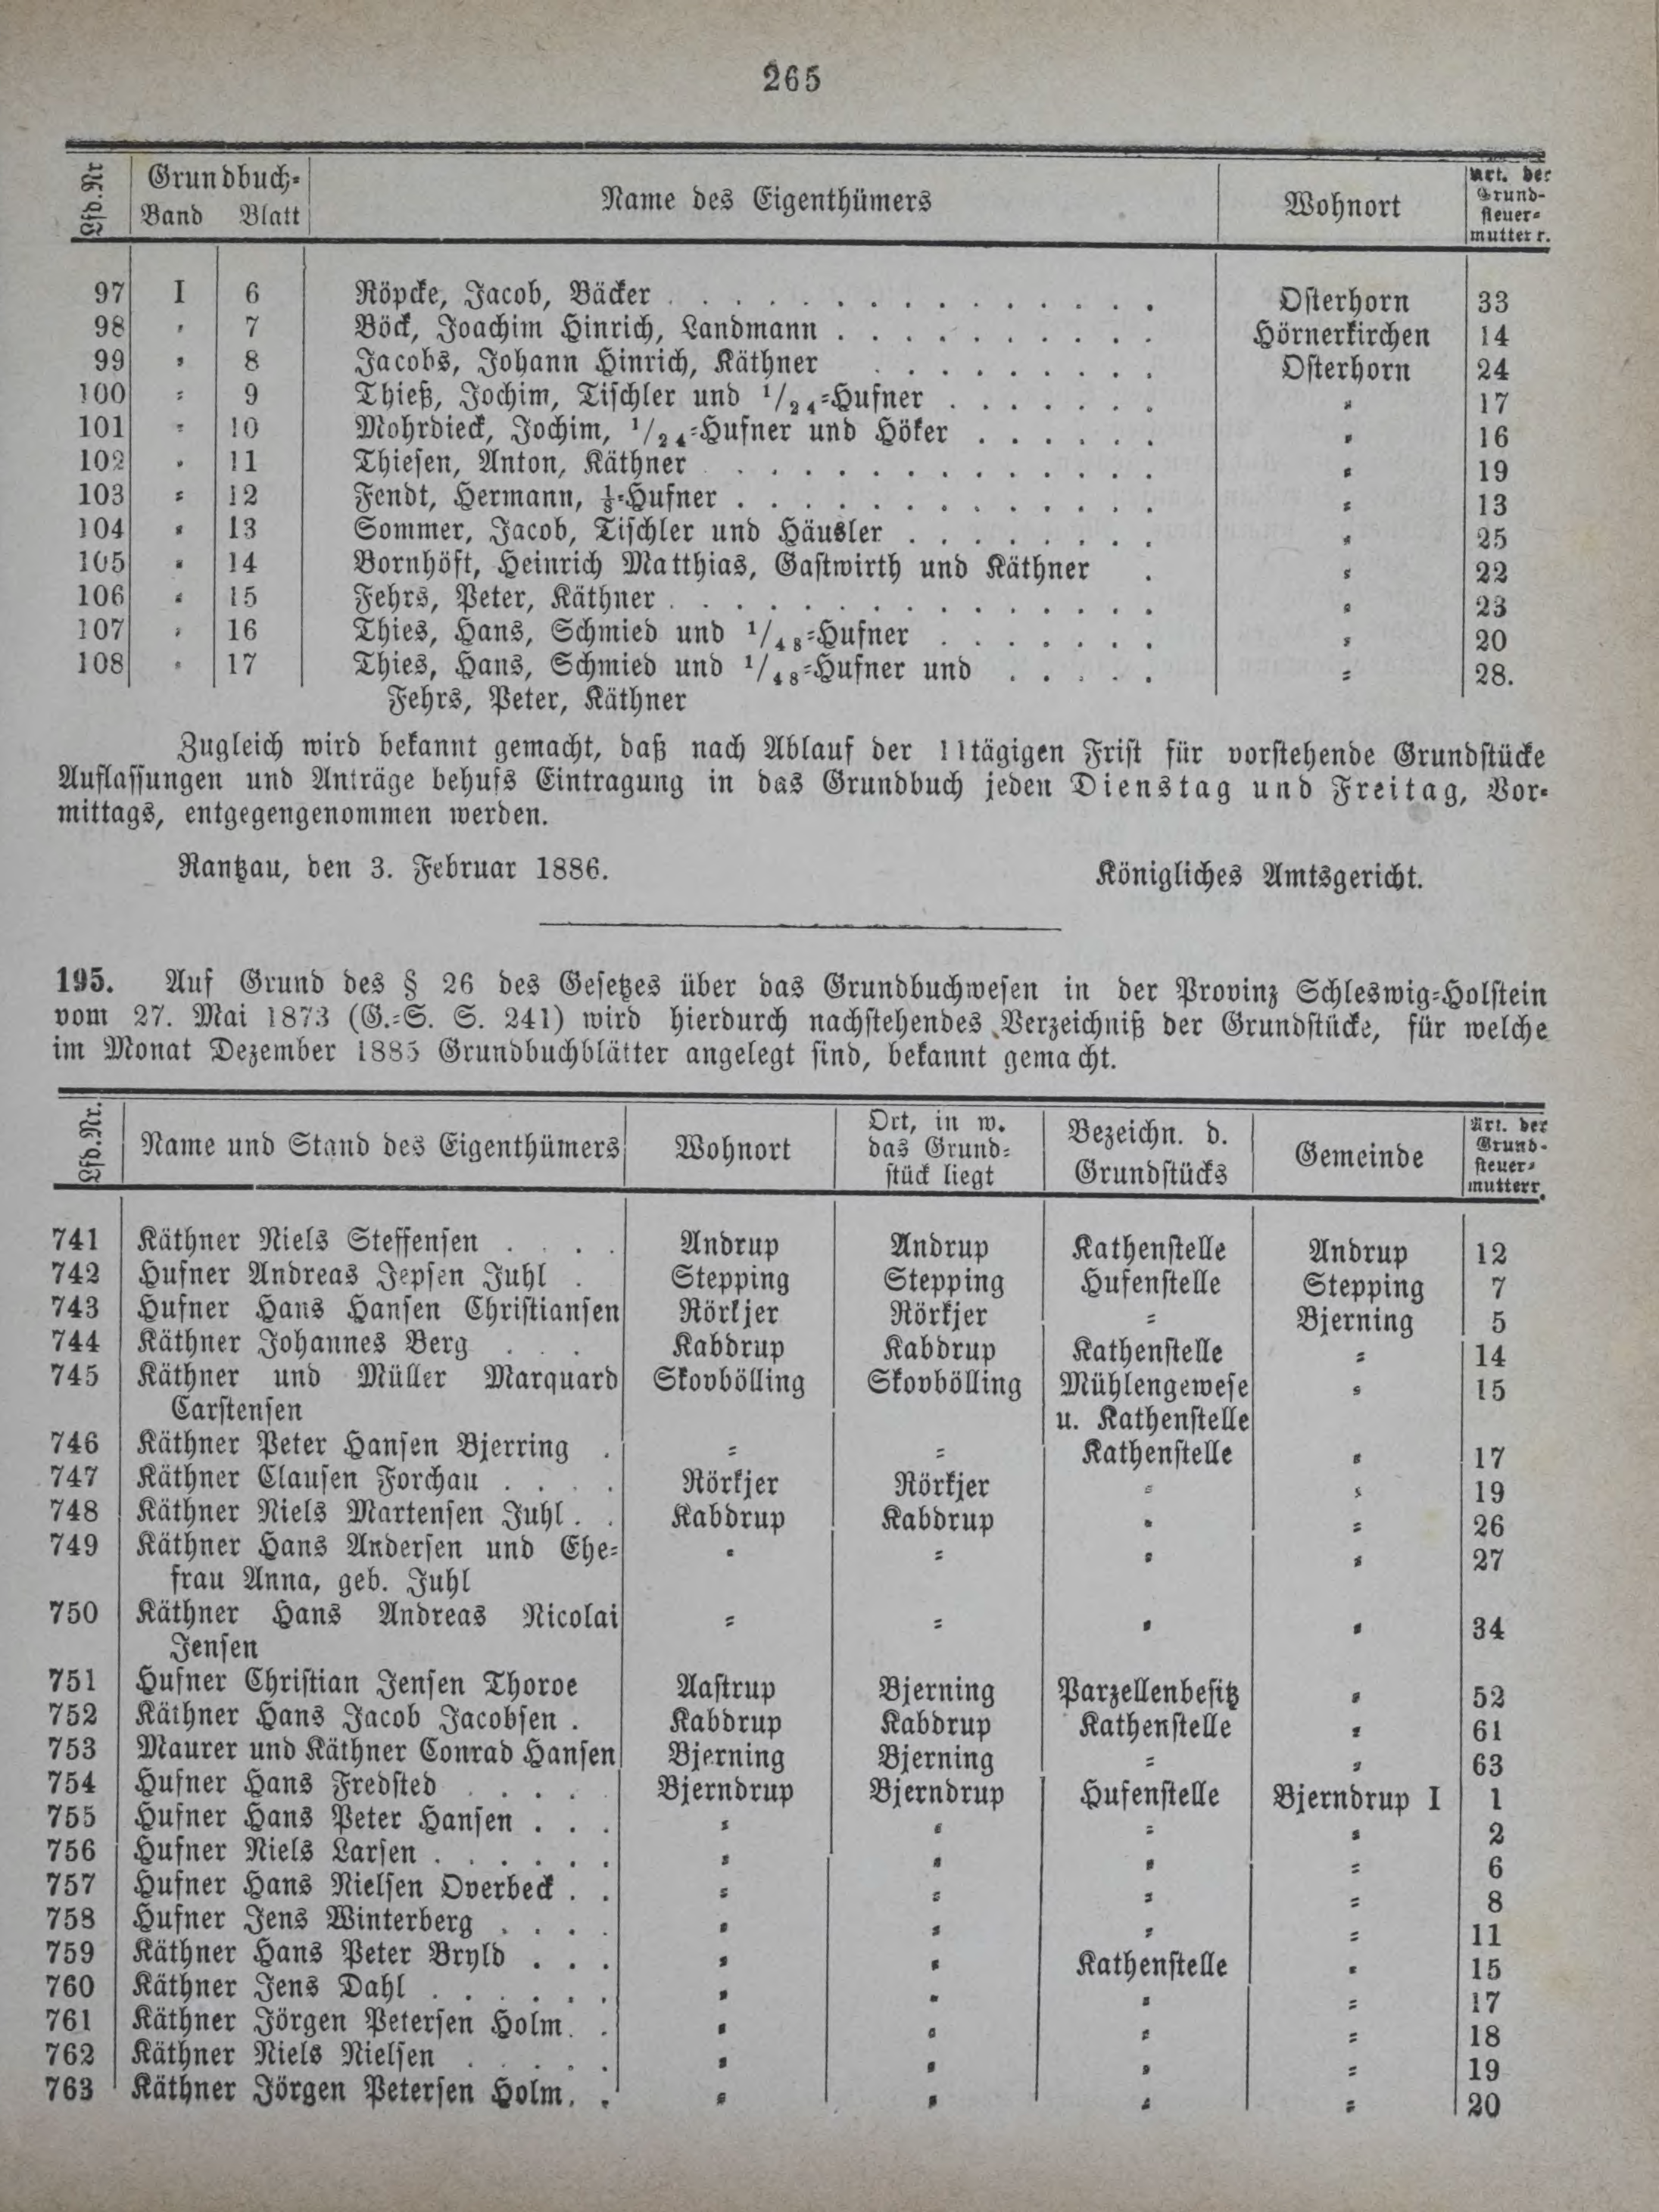 265
Lfd. Nr
Grundbuch-
Band Blatt
Name des Eigenthümers
Wohnort
Art. der
Grund-
steuer-
mutter r.
97 I 6 Röpcke, Jacob, Bäcker . . . . . . . . . . . . . . . Osterhorn 33
98 " 7 Böck, Joachim Hinrich, Landmann . . . . . . . . . . Hörnerkirchen 14
99 " 8 Jacobs, Johann Hinrich, Käthner . . . . . . . . . Osterhorn 24
100 " 9 Thieß, Jochim, Tischler und 1/24-Hufner . . . . . . . " 17
101 " 10 Mohrdieck, Jochim, 1/24-Hufner und Höker . . . . . . " 16
102 " 11 Thiesen, Anton, Käthner . . . . . . . . . . . . . . " 19
103 " 12 Fendt, Hermann, ½-Hufner . . . . . . . . . . . . . " 13
104 " 13 Sommer, Jacob, Tischler und Häusler . . . . . . . . " 25
105 " 14 Bornhöft, Heinrich Matthias, Gastwirth und Käthner . " 22
106 " 15 Fehrs, Peter, Käthner . . . . . . . . . . . . . . . " 23
107 " 16 Thies, Hans, Schmied und 1/48-Hufner . . . . . . . " 20
108 " 17 Thies, Hans, Schmied und 1/48-Hufner und . . . . . " 28.
Fehrs, Peter, Käthner
Zugleich wird bekannt gemacht, daß nach Ablauf der 11tägigen Frist für vorstehende Grundstücke
Auflassungen und Anträge behufs Eintragung in das Grundbuch jeden Dienstag und Freitag, Vor-
mittags, entgegengenommen werden.
Rantzau, den 3. Februar 1886. Königliches Amtsgericht.
195. Auf Grund des § 26 des Gesetzes über das Grundbuchwesen in der Provinz Schleswig-Holstein
vom 27. Mai 1873 (G.-S. S. 241) wird hierdurch nachstehendes Verzeichniß der Grundstücke, für welche
im Monat Dezember 1885 Grundbuchblätter angelegt sind, bekannt gemacht.
Lfd. Nr.
Name und Stand des Eigenthümers
Wohnort
Ort, in w.
das Grund-
stück liegt
Bezeichn. d.
Grundstücks
Gemeinde
Art. der
Grund-
steuer-
mutterr.
741 Käthner Niels Steffensen . . . . Andrup Andrup Kathenstelle Andrup 12
742 Hufner Andreas Jepsen Juhl . Stepping Stepping Hufenstelle Stepping 7
743 Hufner Hans Hansen Christiansen Rörkjer Rörkjer " Bjerning 5
744 Käthner Johannes Berg . . . Kabdrup Kabdrup Kathenstelle " 14
745 Käthner und Müller Marquard Skovbölling Skovbölling Mühlengewese " 15
Carstensen u. Kathenstelle
746 Käthner Peter Hansen Bjerring . " " Kathenstelle " 17
747 Käthner Clausen Forchau . . . . Rörkjer Rörkjer " " 19
748 Käthner Niels Martensen Juhl . . Kabdrup Kabdrup " " 26
749 Käthner Hans Andersen und Ehe- " " " " 27
frau Anna, geb. Juhl
750 Käthner Hans Andreas Nicolai " " " " 34
Jensen
751 Hufner Christian Jensen Thoroe Aastrup Bjerning Parzellenbesitz " 52
752 Käthner Hans Jacob Jacobsen . Kabdrup Kabdrup Kathenstelle " 61
753 Maurer und Käthner Conrad Hansen Bjerning Bjerning " " 63
754 Hufner Hans Fredsted . . . . Bjerndrup Bjerndrup Hufenstelle Bjerndrup I 1
755 Hufner Hans Peter Hansen . . . " " " " 2
756 Hufner Niels Larsen . . . . . . " " " " 6
757 Hufner Hans Nielsen Overbeck . . " " " " 8
758 Hufner Jens Winterberg . . . . " " " " 11
759 Käthner Hans Peter Bryld . . . " " Kathenstelle " 15
760 Käthner Jens Dahl . . . . . . " " " " 17
761 Käthner Jörgen Petersen Holm . . " " " " 18
762 Käthner Niels Nielsen . . . . . " " " " 19
763 Käthner Jörgen Petersen Holm . . " " " " 20